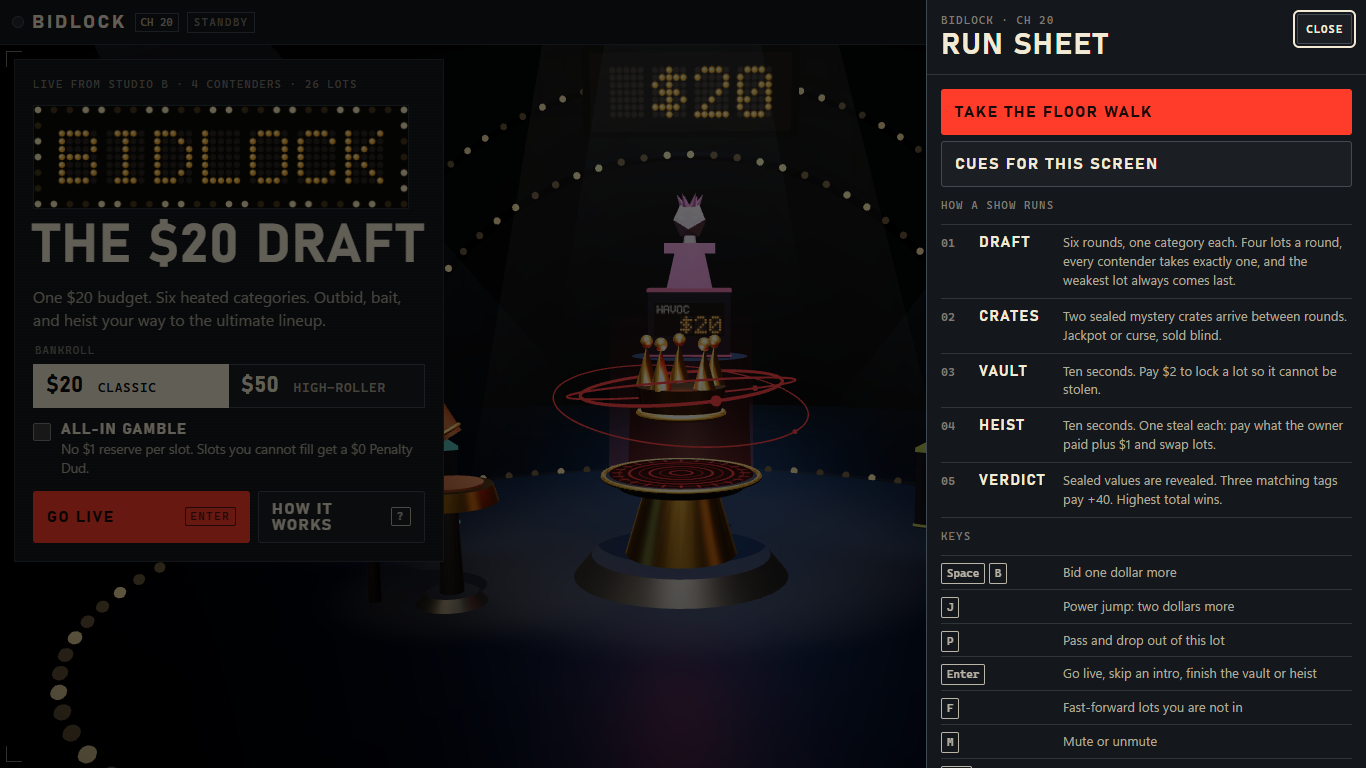 BIDLOCK CH 20 STANDBY
LIVE FROM STUDIO B · 4 CONTENDERS · 26 LOTS
BIDLOCK
THE $20 DRAFT
One $20 budget. Six heated categories. Outbid, bait,
and heist your way to the ultimate lineup.
BANKROLL
$20 CLASSIC
$50 HIGH-ROLLER
ALL-IN GAMBLE
No $1 reserve per slot. Slots you cannot fill get a $0 Penalty
Dud.
GO LIVE ENTER
HOW IT
WORKS
?
$20
HAVOC
$20
BIDLOCK · CH 20
RUN SHEET
CLOSE
TAKE THE FLOOR WALK
CUES FOR THIS SCREEN
HOW A SHOW RUNS
01 DRAFT Six rounds, one category each. Four lots a round,
every contender takes exactly one, and the
weakest lot always comes last.
02 CRATES Two sealed mystery crates arrive between rounds.
Jackpot or curse, sold blind.
03 VAULT Ten seconds. Pay $2 to lock a lot so it cannot be
stolen.
04 HEIST Ten seconds. One steal each: pay what the owner
paid plus $1 and swap lots.
05 VERDICT Sealed values are revealed. Three matching tags
pay +40. Highest total wins.
KEYS
Space B Bid one dollar more
J Power jump: two dollars more
P Pass and drop out of this lot
Enter Go live, skip an intro, finish the vault or heist
F Fast-forward lots you are not in
M Mute or unmute